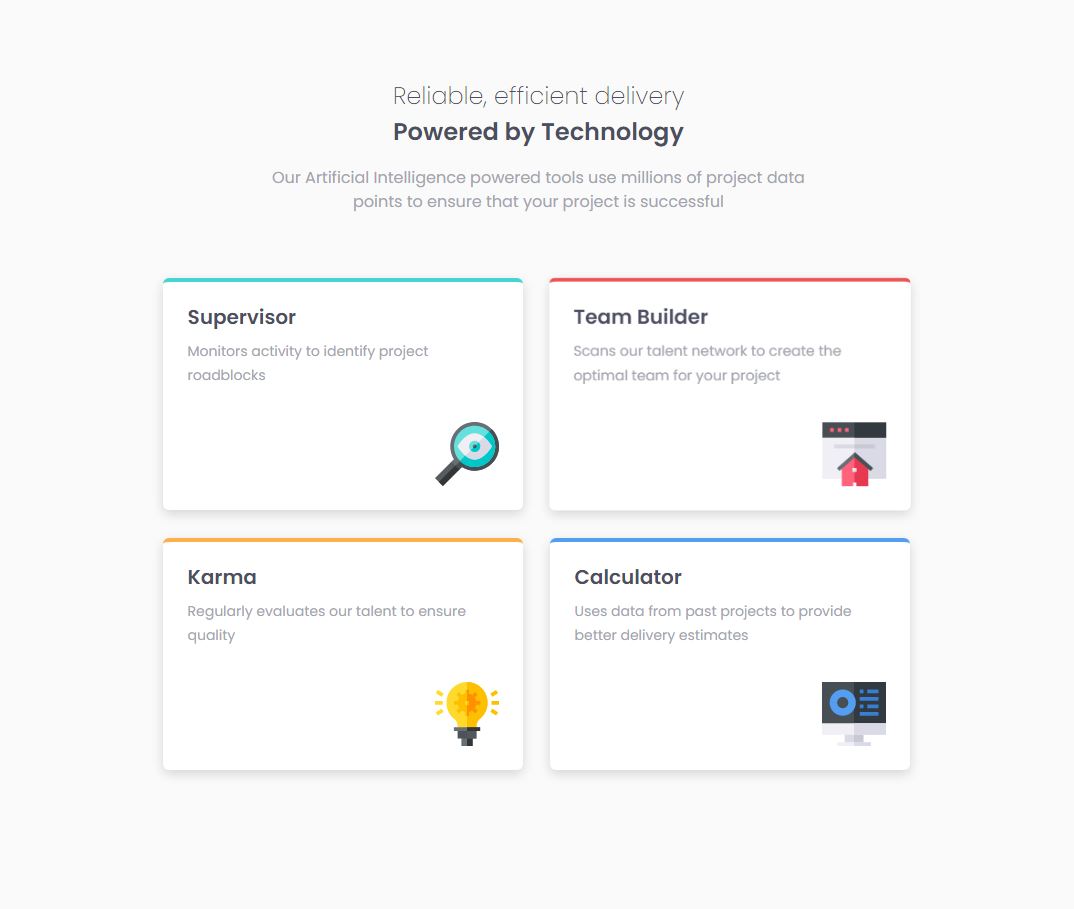 Reliable, efficient delivery
Powered by Technology
Our Artificial Intelligence powered tools use millions of project data
points to ensure that your project is successful
Supervisor
Monitors activity to identify project
roadblocks
Team Builder
Scans our talent network to create the
optimal team for your project
Karma
Regularly evaluates our talent to ensure
quality
Calculator
Uses data from past projects to provide
better delivery estimates